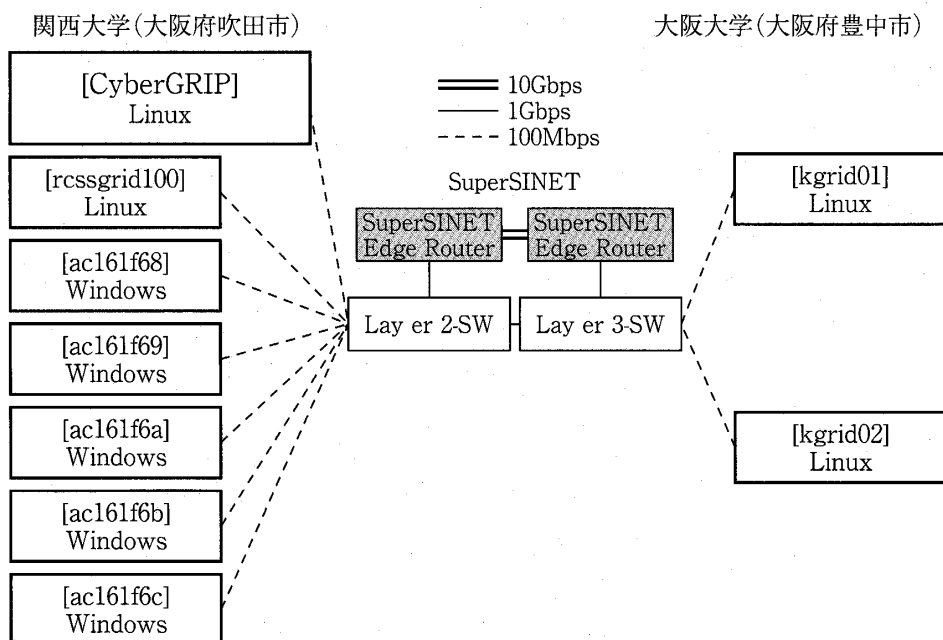 関西大学(大阪府吹田市)
大阪大学(大阪府豊中市)
[CyberGRIP]
Linux
[rcssgrid100]
Linux
[ac161f68]
Windows
[ac161f69]
Windows
[ac161f6a]
Windows
[ac161f6b]
Windows
[ac161f6c]
Windows
10Gbps
1Gbps
100Mbps
SuperSINET
SuperSINET
Edge Router
SuperSINET
Edge Router
Lay er 2-SW
Lay er 3-SW
[kgrid01]
Linux
[kgrid02]
Linux